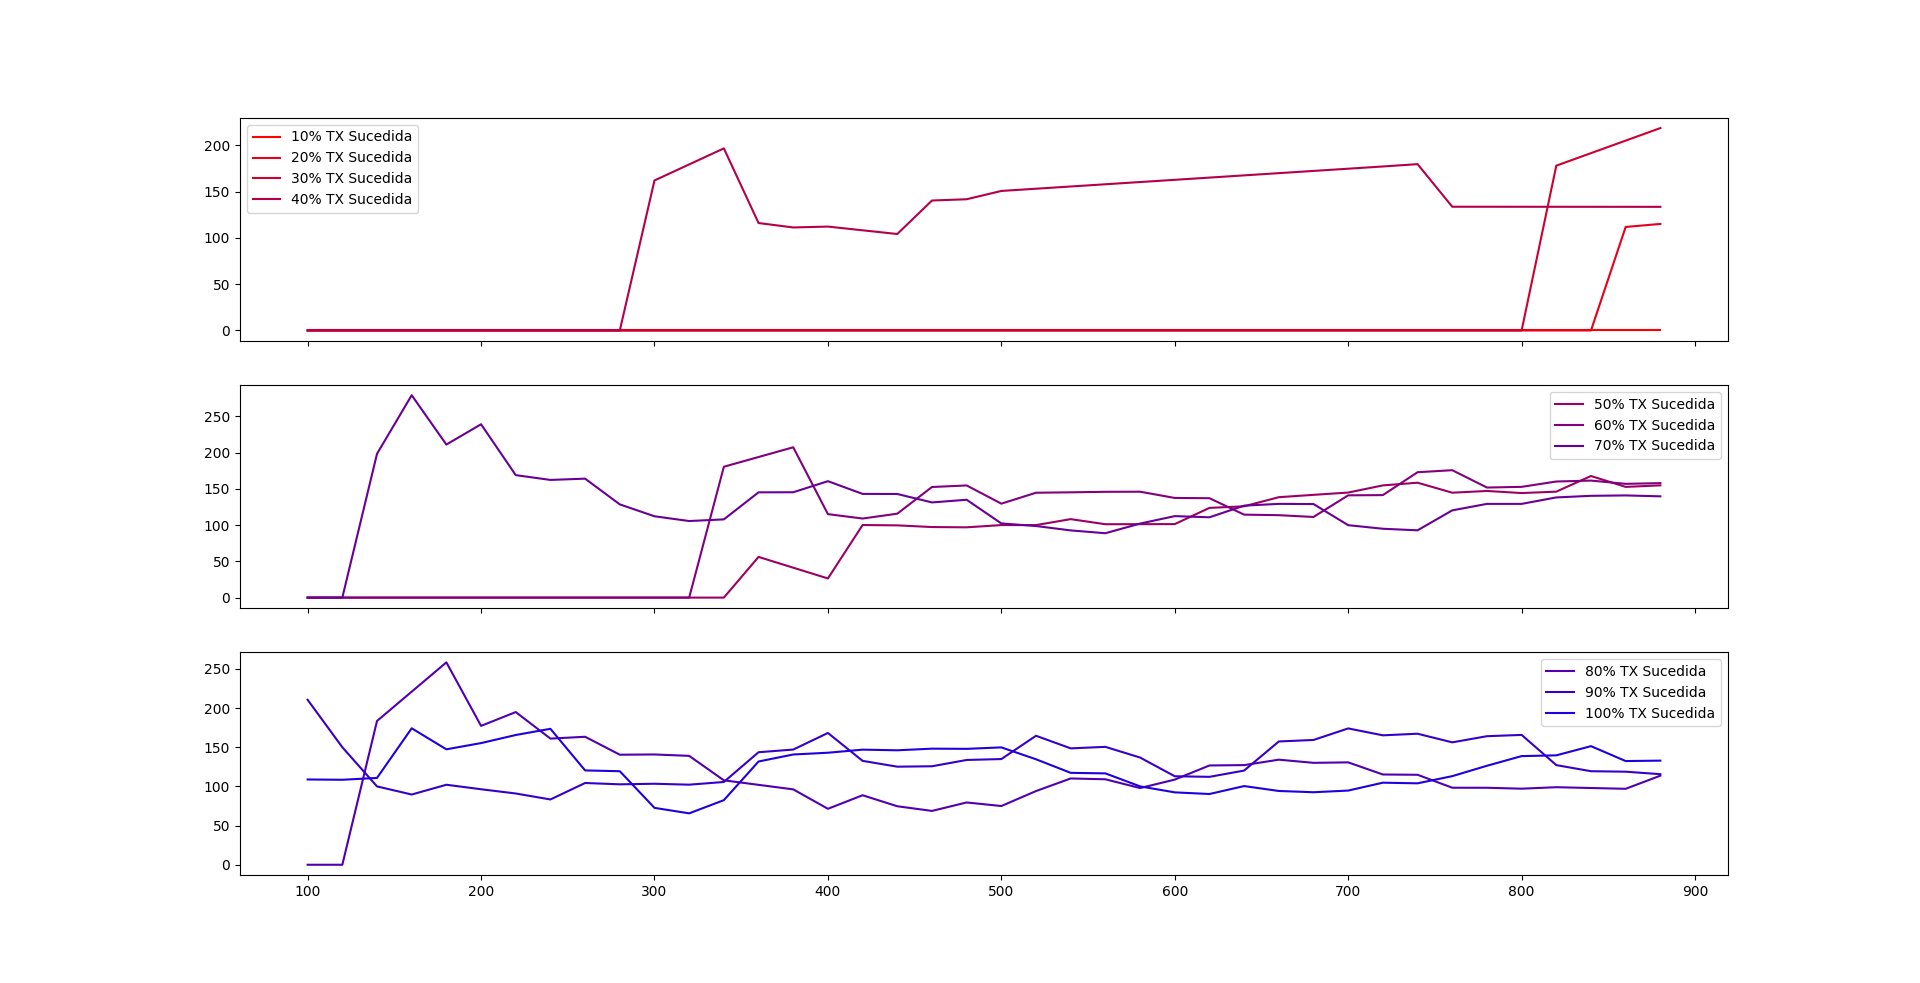 10% TX Sucedida
20% TX Sucedida
30% TX Sucedida
40% TX Sucedida
200
150
100
50
0
50% TX Sucedida
60% TX Sucedida
70% TX Sucedida
250
200
150
100
50
0
80% TX Sucedida
90% TX Sucedida
100% TX Sucedida
250
200
150
100
50
0
100 200 300 400 500 600 700 800 900